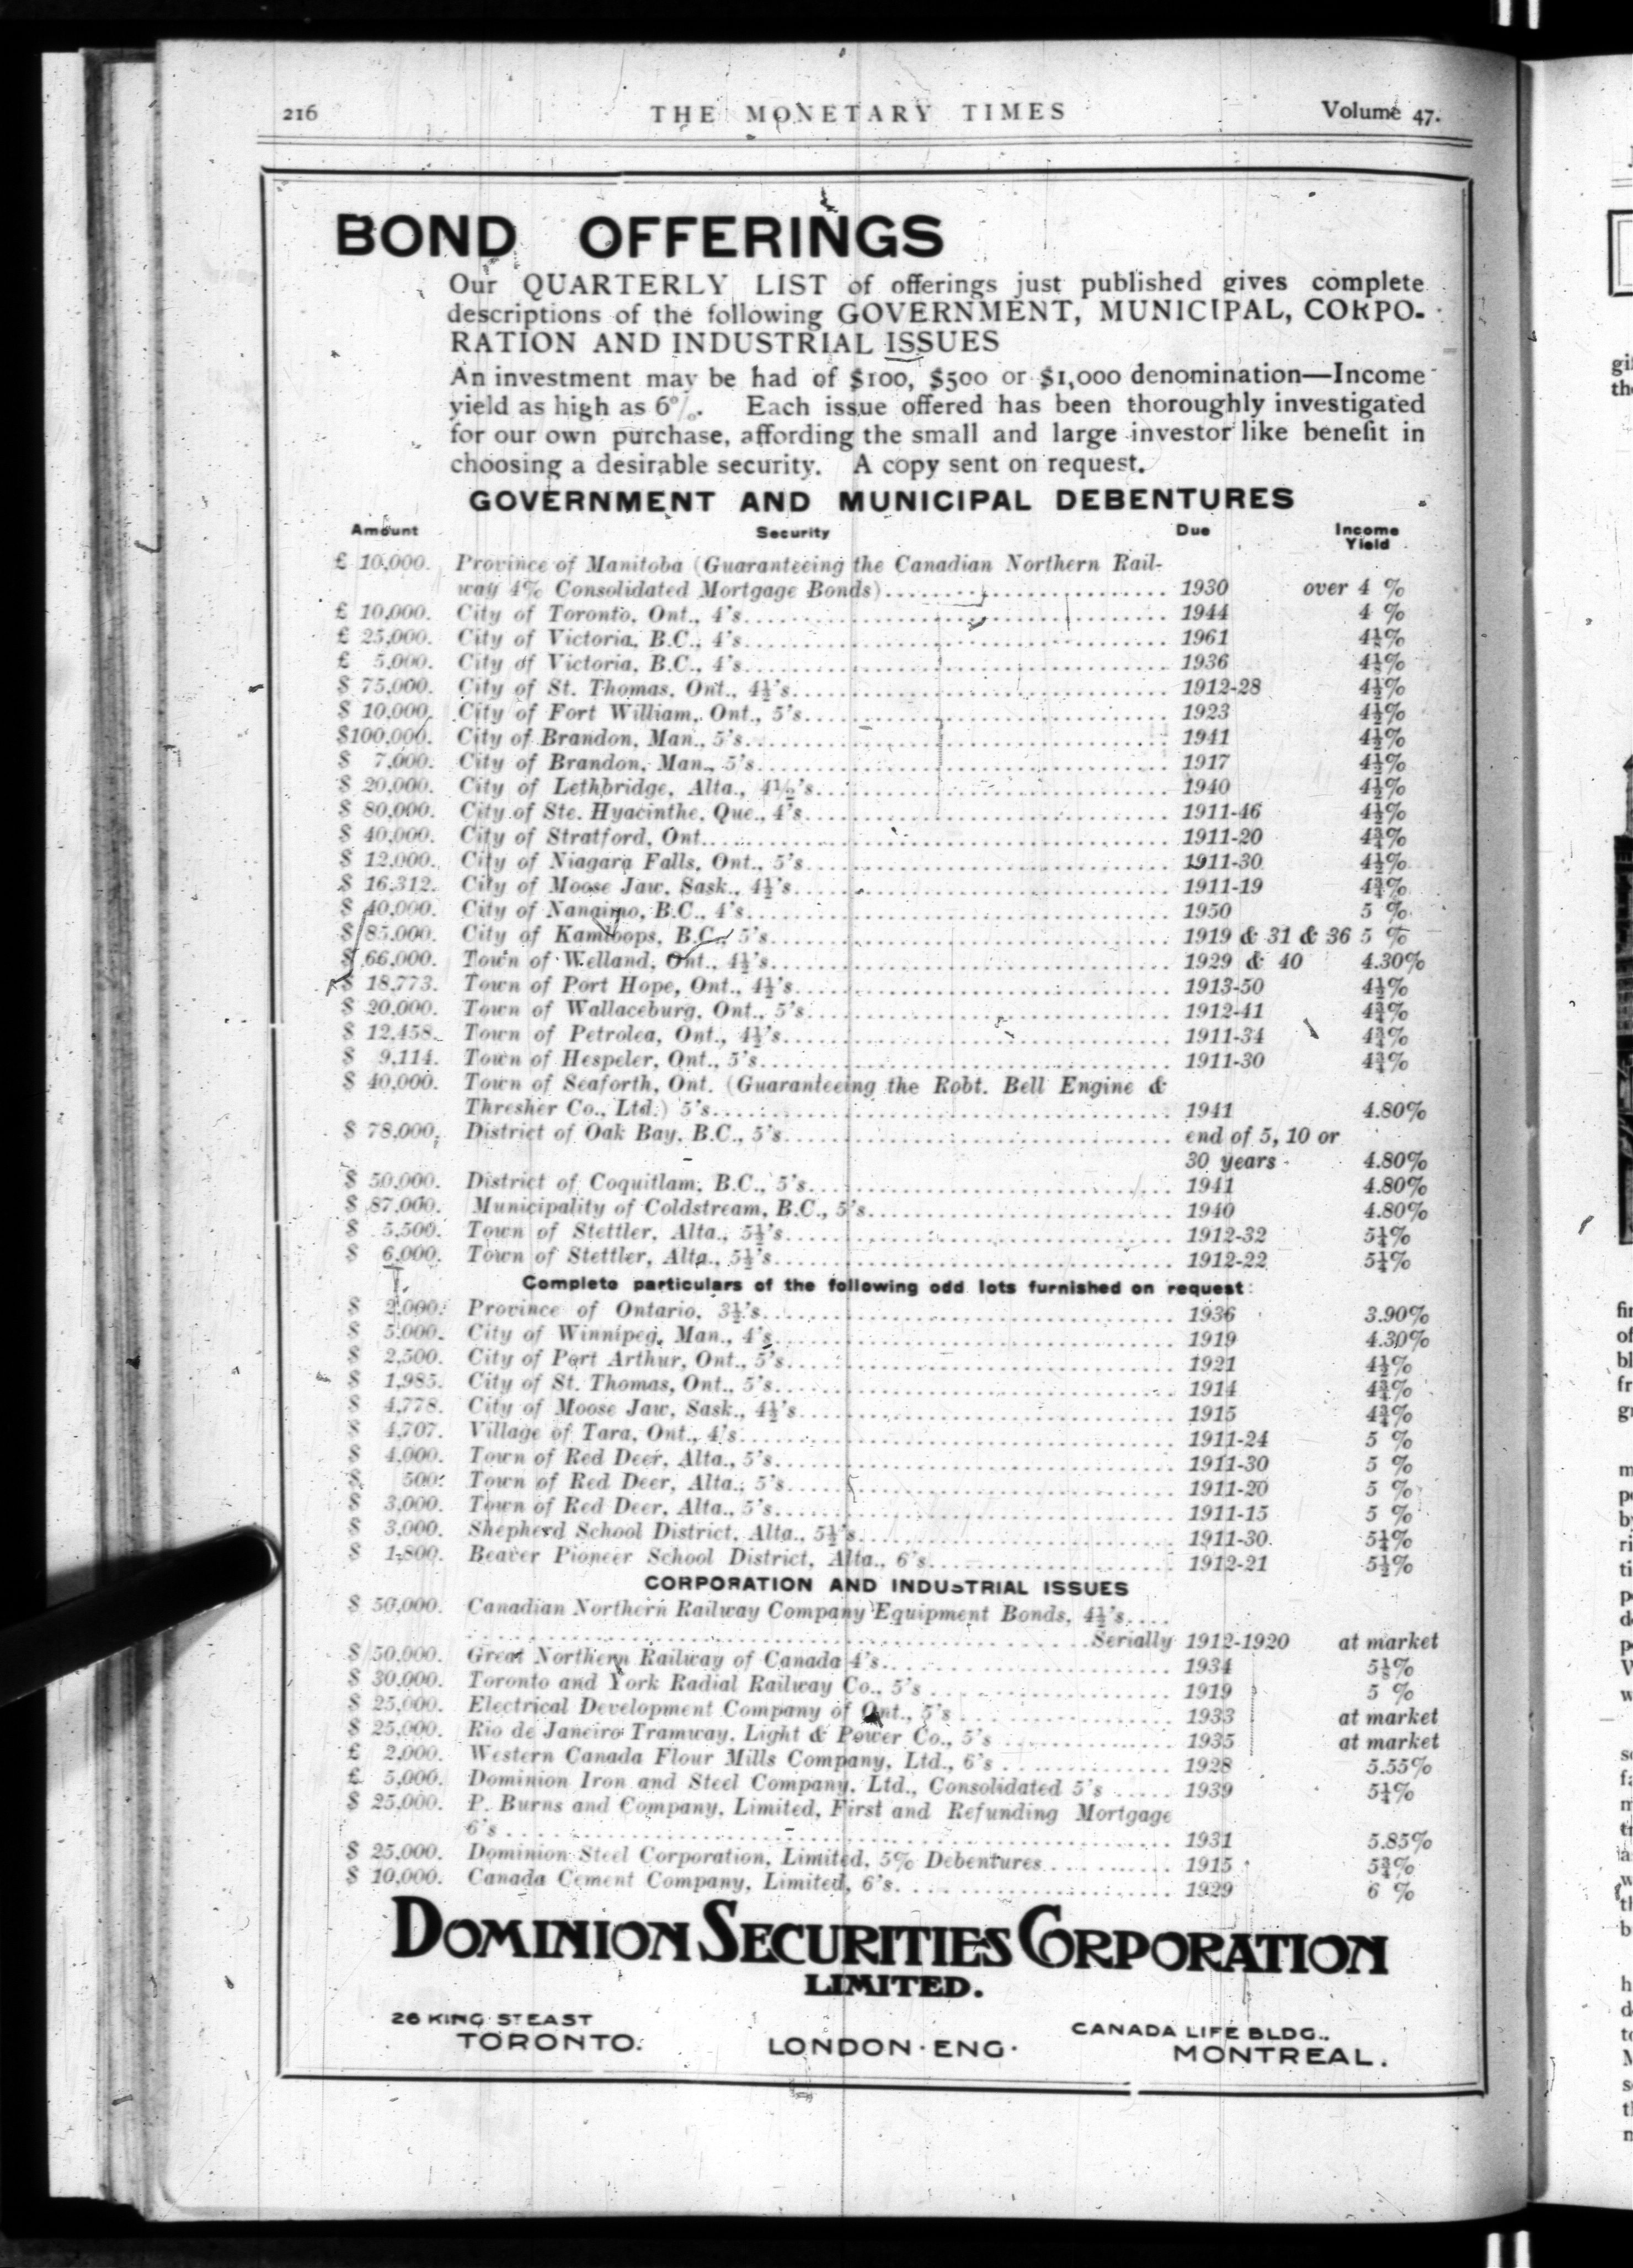 216 THE MONETARY TIMES Volume 47.
BOND OFFERINGS
Our QUARTERLY LIST of offerings just published gives complete
descriptions of the following GOVERNMENT, MUNICIPAL, CORPO-
RATION AND INDUSTRIAL ISSUES
An investment may be had of $100, $500 or $1,000 denomination—Income
yield as high as 6%. Each issue offered has been thoroughly investigated
for our own purchase, affording the small and large investor like benefit in
choosing a desirable security. A copy sent on request.
GOVERNMENT AND MUNICIPAL DEBENTURES
Amount Security Due Income Yield
£ 10,000. Province of Manitoba (Guaranteeing the Canadian Northern Rail-
way 4% Consolidated Mortgage Bonds) 1930 over 4 %
£ 10,000. City of Toronto, Ont., 4's 1944 4 %
£ 25,000. City of Victoria, B.C., 4's 1961 4⅛%
£ 5,000. City of Victoria, B.C., 4's 1936 4⅛%
$ 75,000. City of St. Thomas, Ont., 4½'s 1912-28 4½%
$ 10,000. City of Fort William, Ont., 5's 1923 4½%
$100,000. City of Brandon, Man., 5's 1941 4½%
$ 7,000. City of Brandon, Man., 5's 1917 4½%
$ 20,000. City of Lethbridge, Alta., 4½'s 1940 4½%
$ 80,000. City of Ste. Hyacinthe, Que., 4's 1911-46 4½%
$ 40,000. City of Stratford, Ont. 1911-20 4¾%
$ 12,000. City of Niagara Falls, Ont., 5's 1911-30 4½%
$ 16,312. City of Moose Jaw, Sask., 4½'s 1911-19 4¾%
$ 40,000. City of Nanaimo, B.C., 4's 1950 5 %
$ 85,000. City of Kamloops, B.C., 5's 1919 & 31 & 36 5 %
$ 66,000. Town of Welland, Ont., 4½'s 1929 & 40 4.30%
$ 18,773. Town of Port Hope, Ont., 4½'s 1913-50 4½%
$ 20,000. Town of Wallaceburg, Ont., 5's 1912-41 4¾%
$ 12,458. Town of Petrolea, Ont., 4½'s 1911-34 4¾%
$ 9,114. Town of Hespeler, Ont., 5's 1911-30 4¾%
$ 40,000. Town of Seaforth, Ont. (Guaranteeing the Robt. Bell Engine &
Thresher Co., Ltd.) 5's 1941 4.80%
$ 78,000. District of Oak Bay, B.C., 5's end of 5, 10 or
30 years 4.80%
$ 50,000. District of Coquitlam, B.C., 5's 1941 4.80%
$ 87,000. Municipality of Coldstream, B.C., 5's 1940 4.80%
$ 5,500. Town of Stettler, Alta., 5½'s 1912-32 5¼%
$ 6,000. Town of Stettler, Alta., 5½'s 1912-22 5¼%
Complete particulars of the following odd lots furnished on request:
$ 2,000. Province of Ontario, 3½'s 1936 3.90%
$ 5,000. City of Winnipeg, Man., 4's 1919 4.30%
$ 2,500. City of Port Arthur, Ont., 5's 1921 4½%
$ 1,985. City of St. Thomas, Ont., 5's 1914 4¾%
$ 4,778. City of Moose Jaw, Sask., 4½'s 1915 4¾%
$ 4,707. Village of Tara, Ont., 4's 1911-24 5 %
$ 4,000. Town of Red Deer, Alta., 5's 1911-30 5 %
$ 500. Town of Red Deer, Alta., 5's 1911-20 5 %
$ 3,000. Town of Red Deer, Alta., 5's 1911-15 5 %
$ 3,000. Shepherd School District, Alta., 5½'s 1911-30 5¼%
$ 1,800. Beaver Pioneer School District, Alta., 6's 1912-21 5½%
CORPORATION AND INDUSTRIAL ISSUES
$ 50,000. Canadian Northern Railway Company Equipment Bonds, 4½'s
Serially 1912-1920 at market
$ 50,000. Great Northern Railway of Canada 4's 1934 5⅛%
$ 30,000. Toronto and York Radial Railway Co., 5's 1919 5 %
$ 25,000. Electrical Development Company of Ont., 5's 1933 at market
$ 25,000. Rio de Janeiro Tramway, Light & Power Co., 5's 1935 at market
£ 2,000. Western Canada Flour Mills Company, Ltd., 6's 1928 5.55%
£ 5,000. Dominion Iron and Steel Company, Ltd., Consolidated 5's 1939 5¼%
$ 25,000. P. Burns and Company, Limited, First and Refunding Mortgage
6's 1931 5.85%
$ 25,000. Dominion Steel Corporation, Limited, 5% Debentures 1915 5¾%
$ 10,000. Canada Cement Company, Limited, 6's 1929 6 %
DOMINION SECURITIES CORPORATION
LIMITED.
26 KING ST EAST
TORONTO.
LONDON·ENG·
CANADA LIFE BLDG.,
MONTREAL.